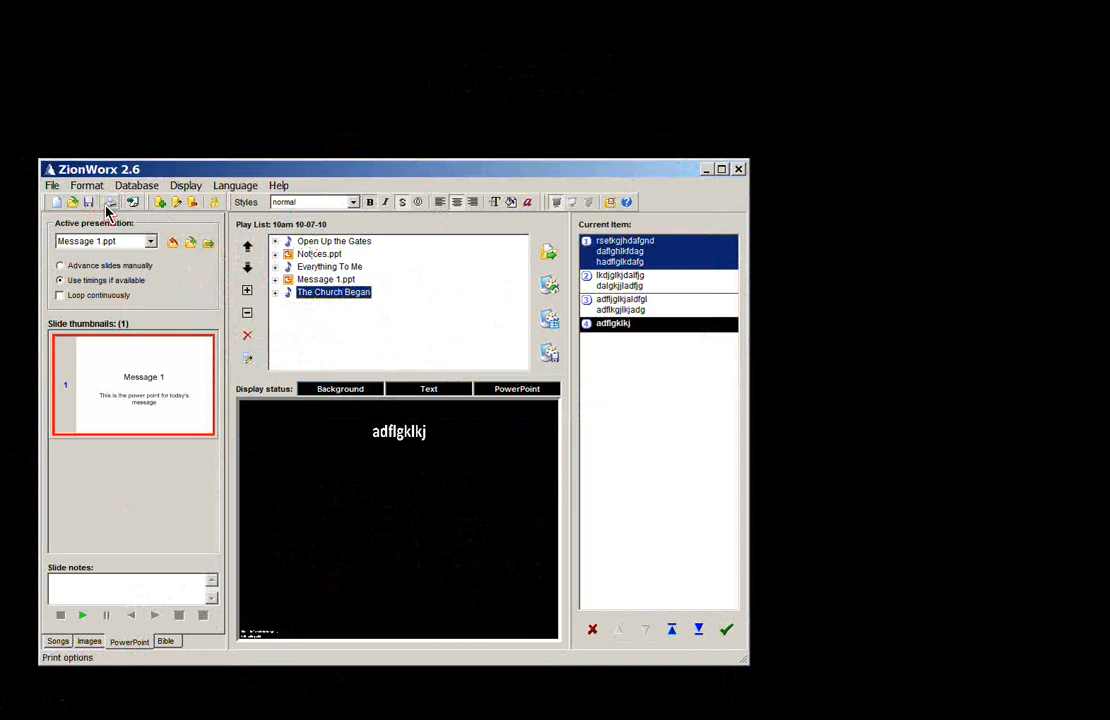 ZionWorx 2.6
File Format Database Display Language Help
Styles normal B I S
Active presentation:
Message 1.ppt
Advance slides manually
Use timings if available
Loop continuously
Slide thumbnails: (1)
1
Message 1
This is the power point for today's
message
Slide notes:
Songs Images PowerPoint Bible
Print options
Play List: 10am 10-07-10
Open Up the Gates
Notices.ppt
Everything To Me
Message 1.ppt
The Church Began
Display status: Background Text PowerPoint
adflgklkj
Current Item:
1 rsetkgjhdafgnd
daflghlkfdag
hadflglkdafg
2 lkdjglkjdalfjg
dalgkjjladfjg
3 adfljglkjaldfgl
adflkgjlkjadg
4 adflgklkj